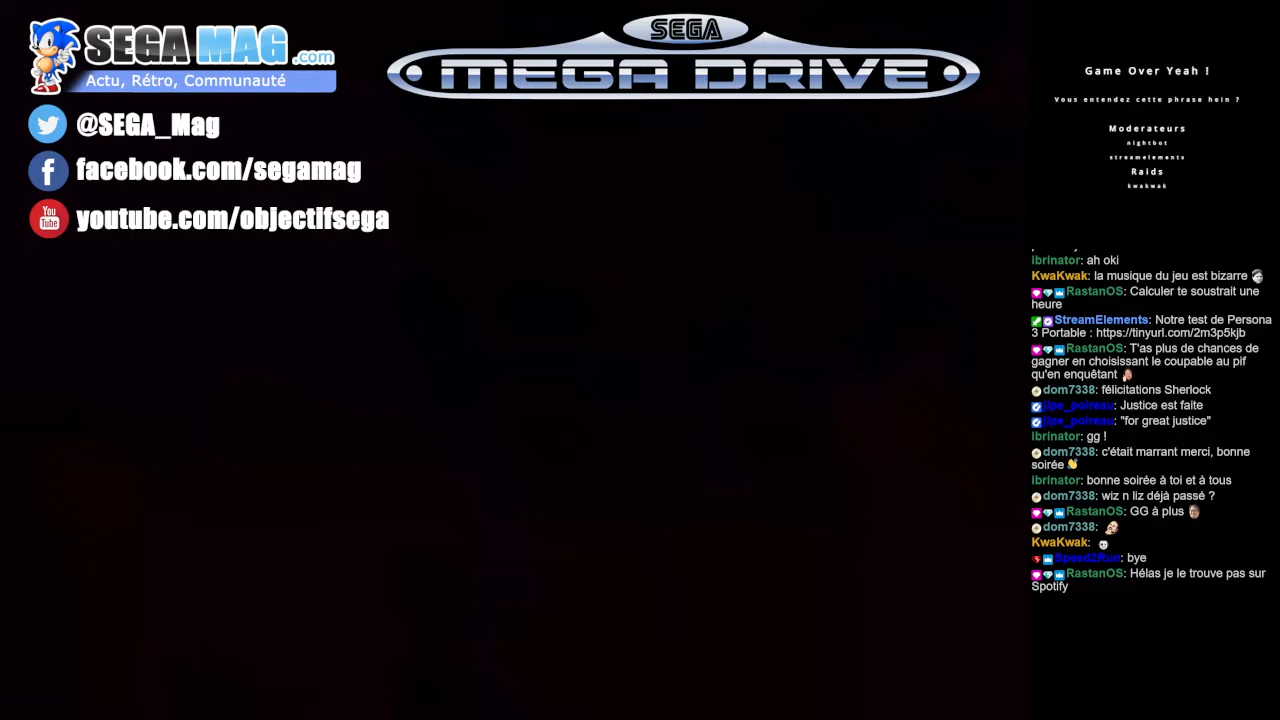 SEGA MAG .com
Actu, Rétro, Communauté
@SEGA_Mag
facebook.com/segamag
You Tube youtube.com/objectifsega
SEGA
MEGA DRIVE
Game Over Yeah !
Vous entendez cette phrase hein ?
Moderateurs
nightbot
streamelements
Raids
kwakwak
ibrinator: ah oki
KwaKwak: la musique du jeu est bizarre
RastanOS: Calculer te soustrait une
heure
StreamElements: Notre test de Persona
3 Portable : https://tinyurl.com/2m3p5kjb
RastanOS: T'as plus de chances de
gagner en choisissant le coupable au pif
qu'en enquêtant
dom7338: félicitations Sherlock
jipe_poireau: Justice est faite
jipe_poireau: "for great justice"
ibrinator: gg !
dom7338: c'était marrant merci, bonne
soirée
ibrinator: bonne soirée à toi et à tous
dom7338: wiz n liz déjà passé ?
RastanOS: GG à plus
dom7338:
KwaKwak:
Speed2Run: bye
RastanOS: Hélas je le trouve pas sur
Spotify